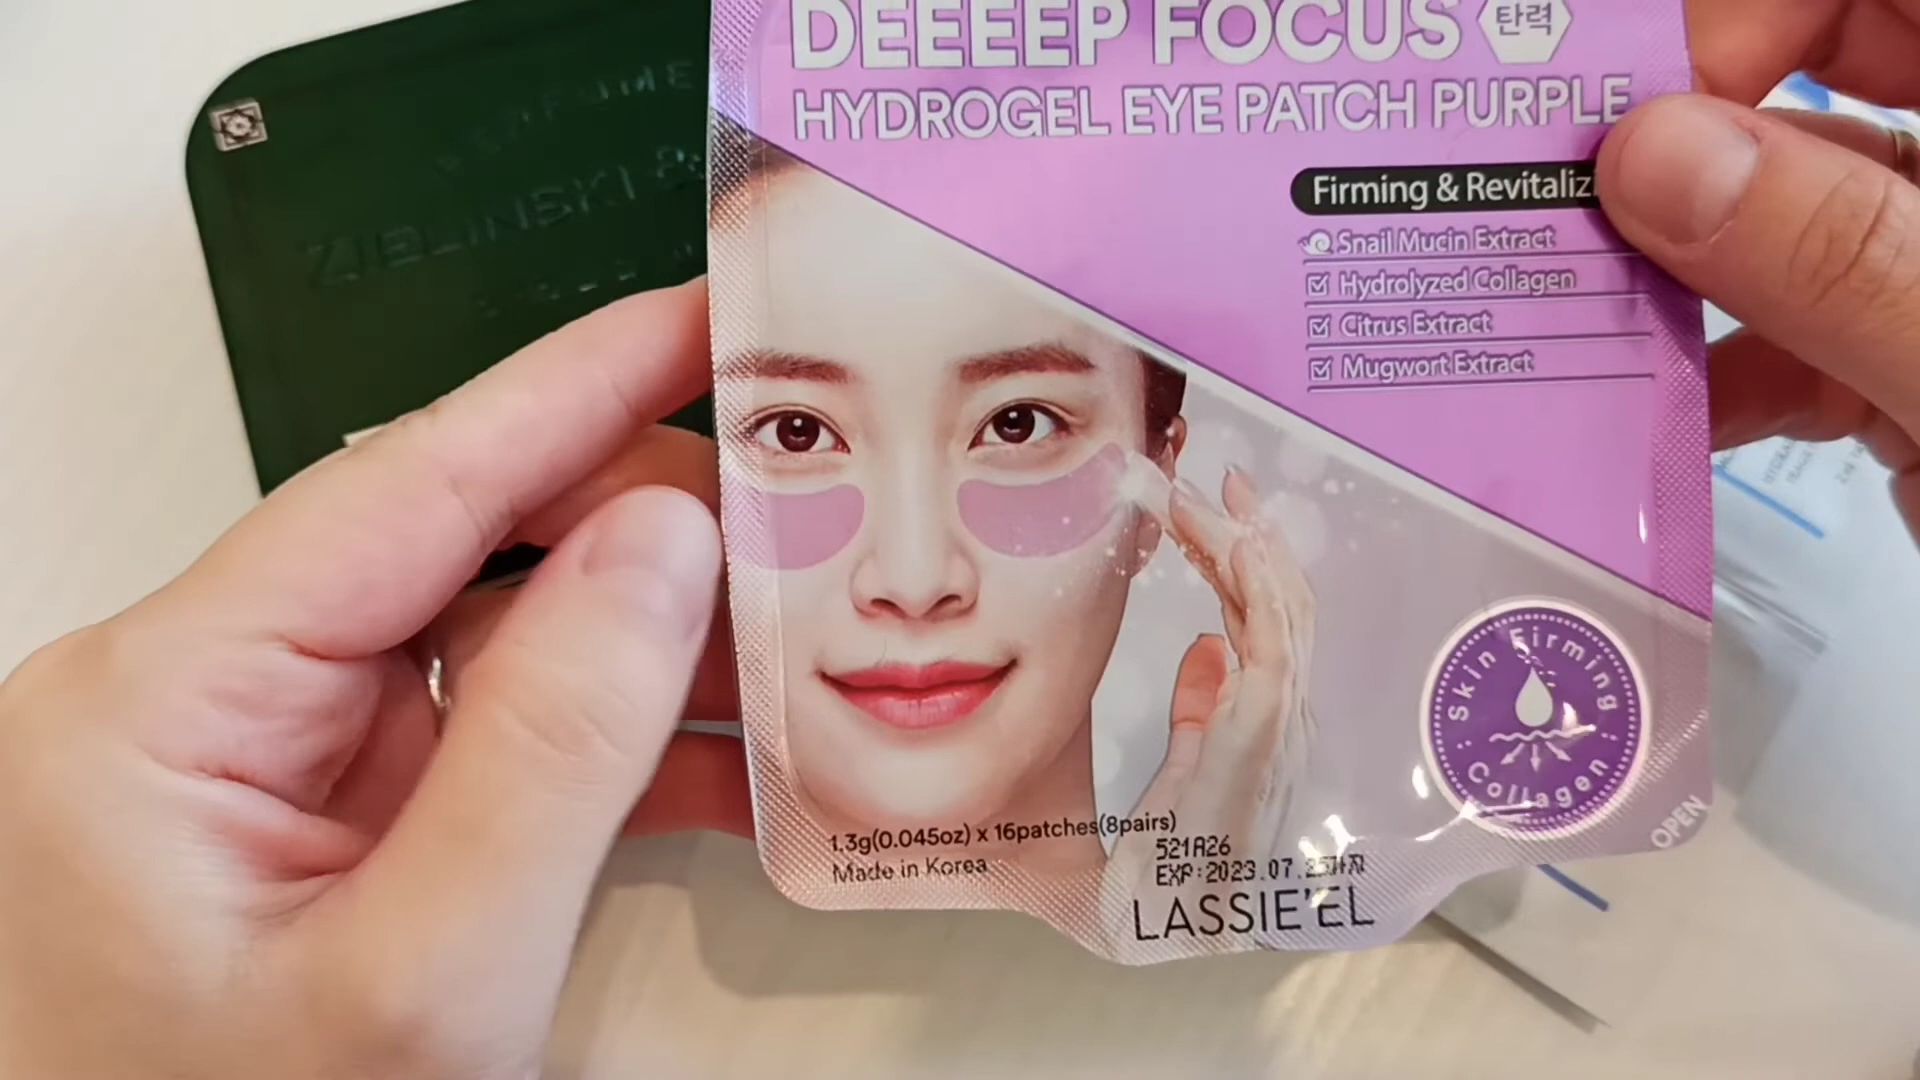 DEEEEP FOCUS 탄력
HYDROGEL EYE PATCH PURPLE
Firming & Revitaliz
Snail Mucin Extract
Hydrolyzed Collagen
Citrus Extract
Mugwort Extract
Skin Firming
Collagen
OPEN
1.3g(0.045oz) x 16patches(8pairs)
Made in Korea
521A26
EXP:2023.07.25까지
LASSIE'EL
PERFUME
ZIELINSKI &